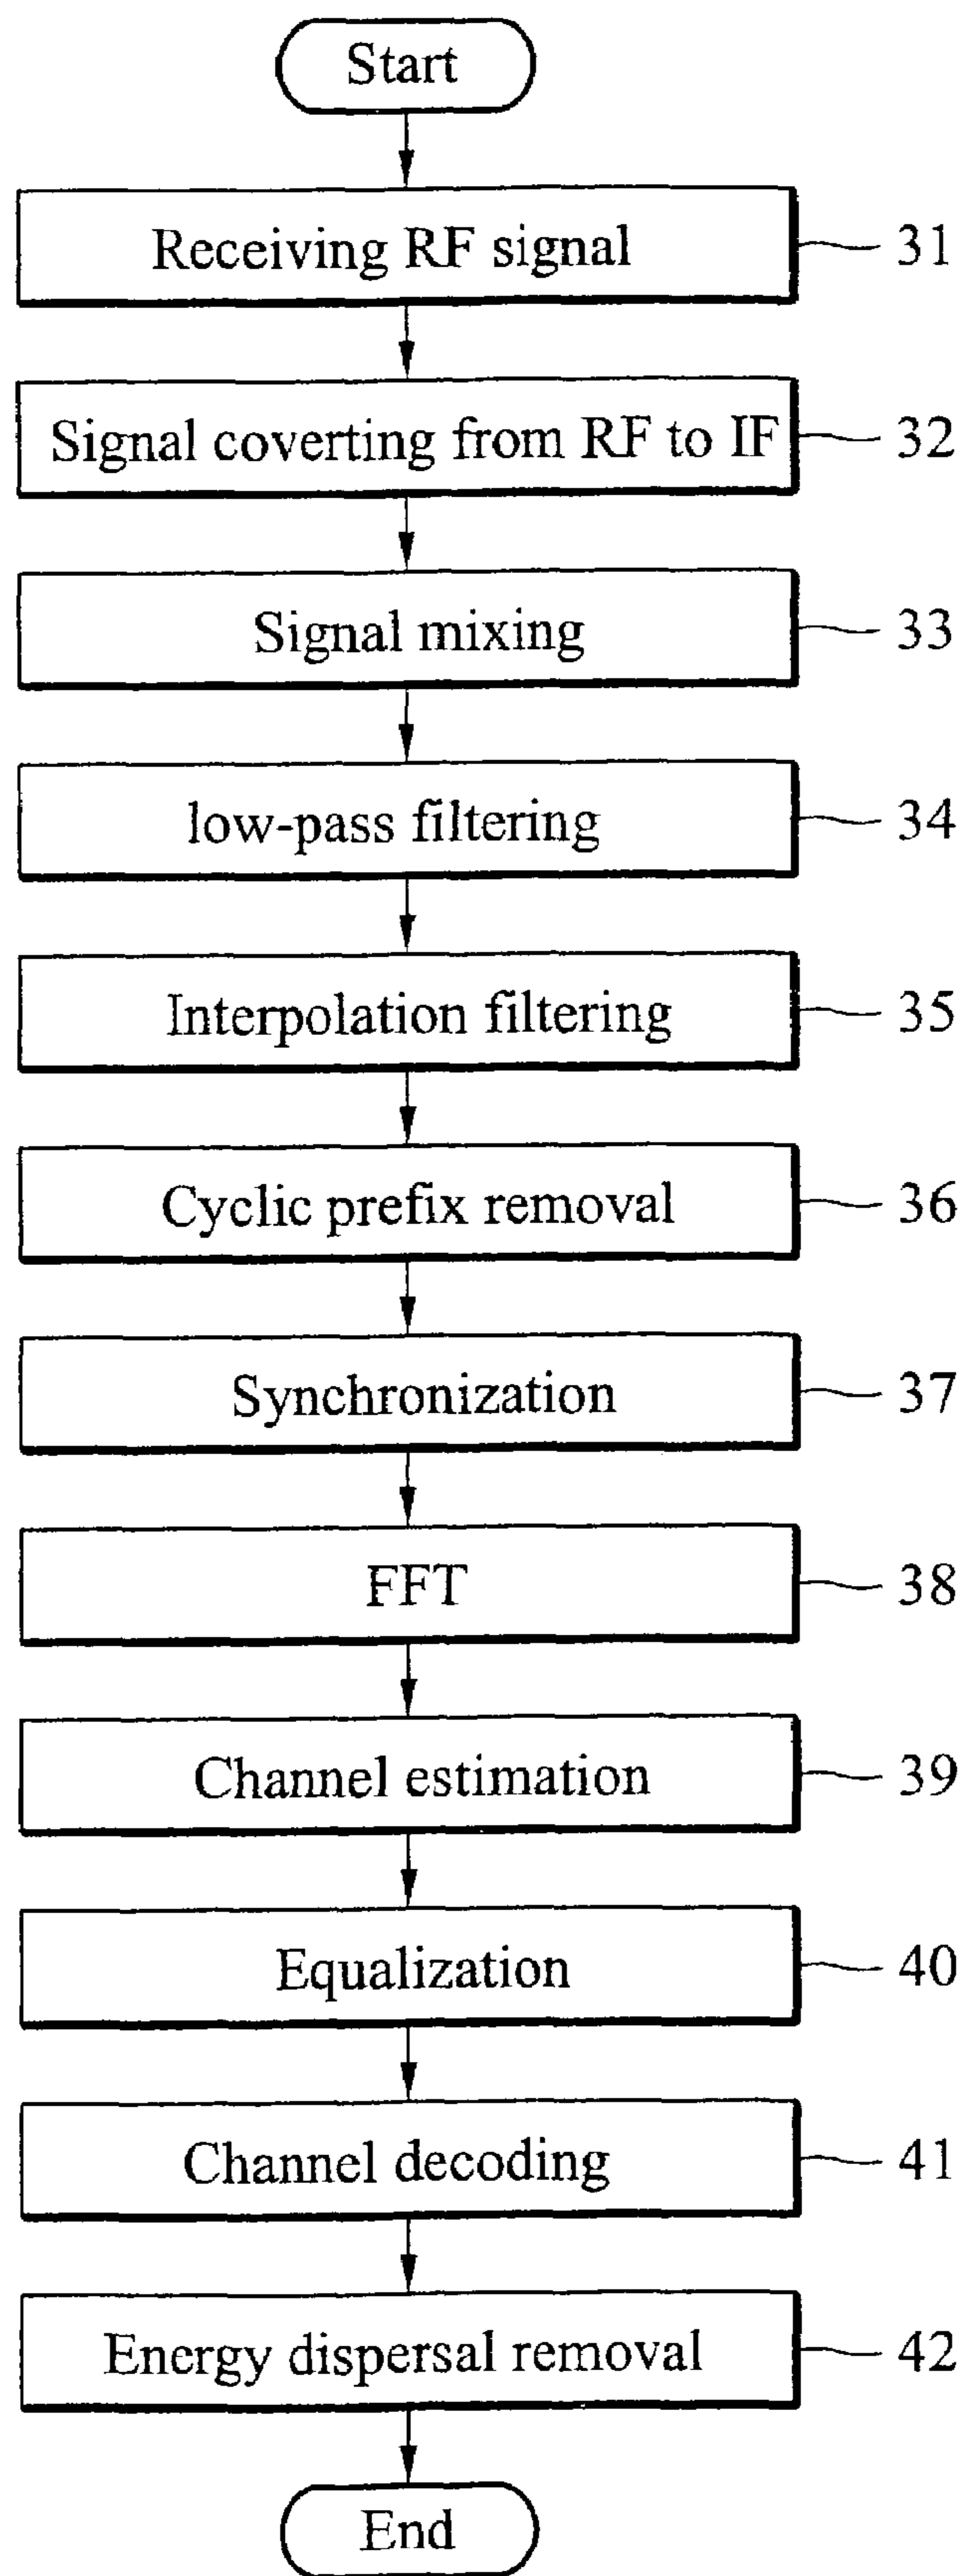 Start
Receiving RF signal 31
Signal coverting from RF to IF 32
Signal mixing 33
low-pass filtering 34
Interpolation filtering 35
Cyclic prefix removal 36
Synchronization 37
FFT 38
Channel estimation 39
Equalization 40
Channel decoding 41
Energy dispersal removal 42
End